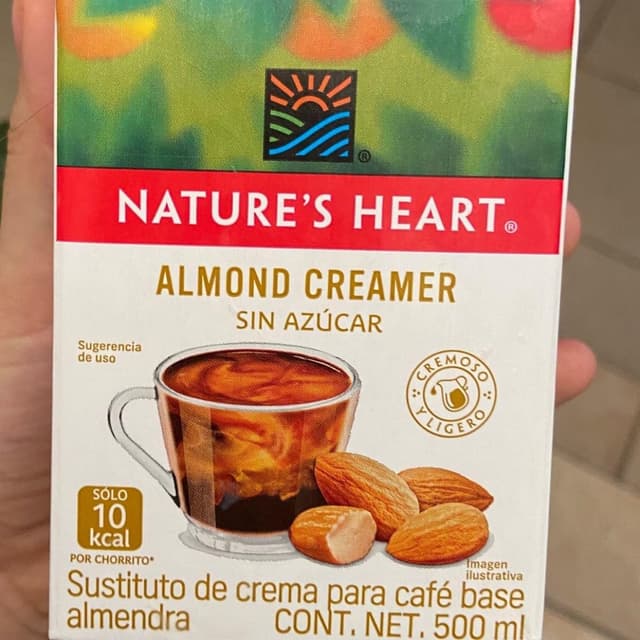 ®
NATURE'S HEART®
ALMOND CREAMER
SIN AZÚCAR
Sugerencia
de uso
CREMOSO
Y LIGERO
SÓLO
10
kcal
POR CHORRITO*
Imagen
ilustrativa
Sustituto de crema para café base
almendra
CONT. NET. 500 ml